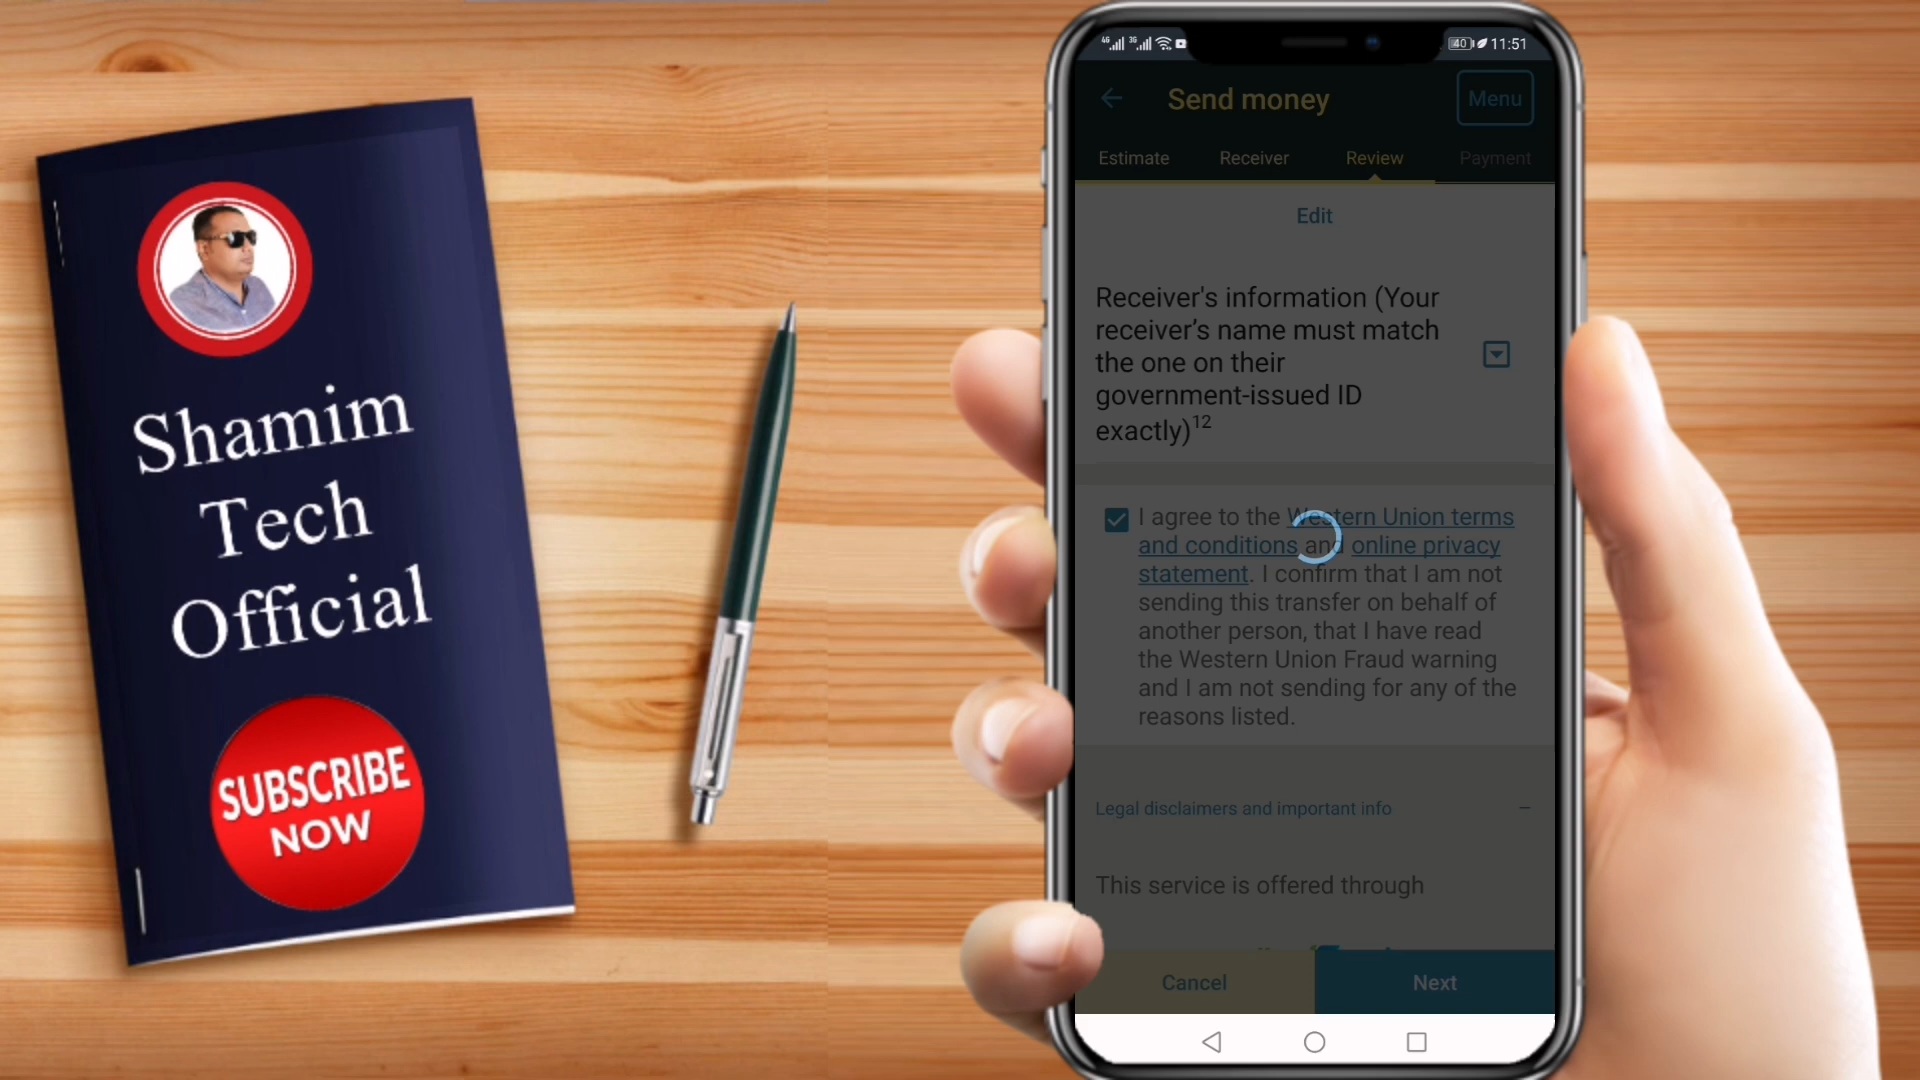 Shamim
Tech
Official
SUBSCRIBE
NOW
4G 3G 40 11:51
Send money
Menu
Estimate Receiver Review Payment
Edit
Receiver's information (Your
receiver’s name must match
the one on their
government-issued ID
exactly)12
I agree to the Western Union terms
and conditions and online privacy
statement. I confirm that I am not
sending this transfer on behalf of
another person, that I have read
the Western Union Fraud warning
and I am not sending for any of the
reasons listed.
Legal disclaimers and important info
This service is offered through
Cancel Next